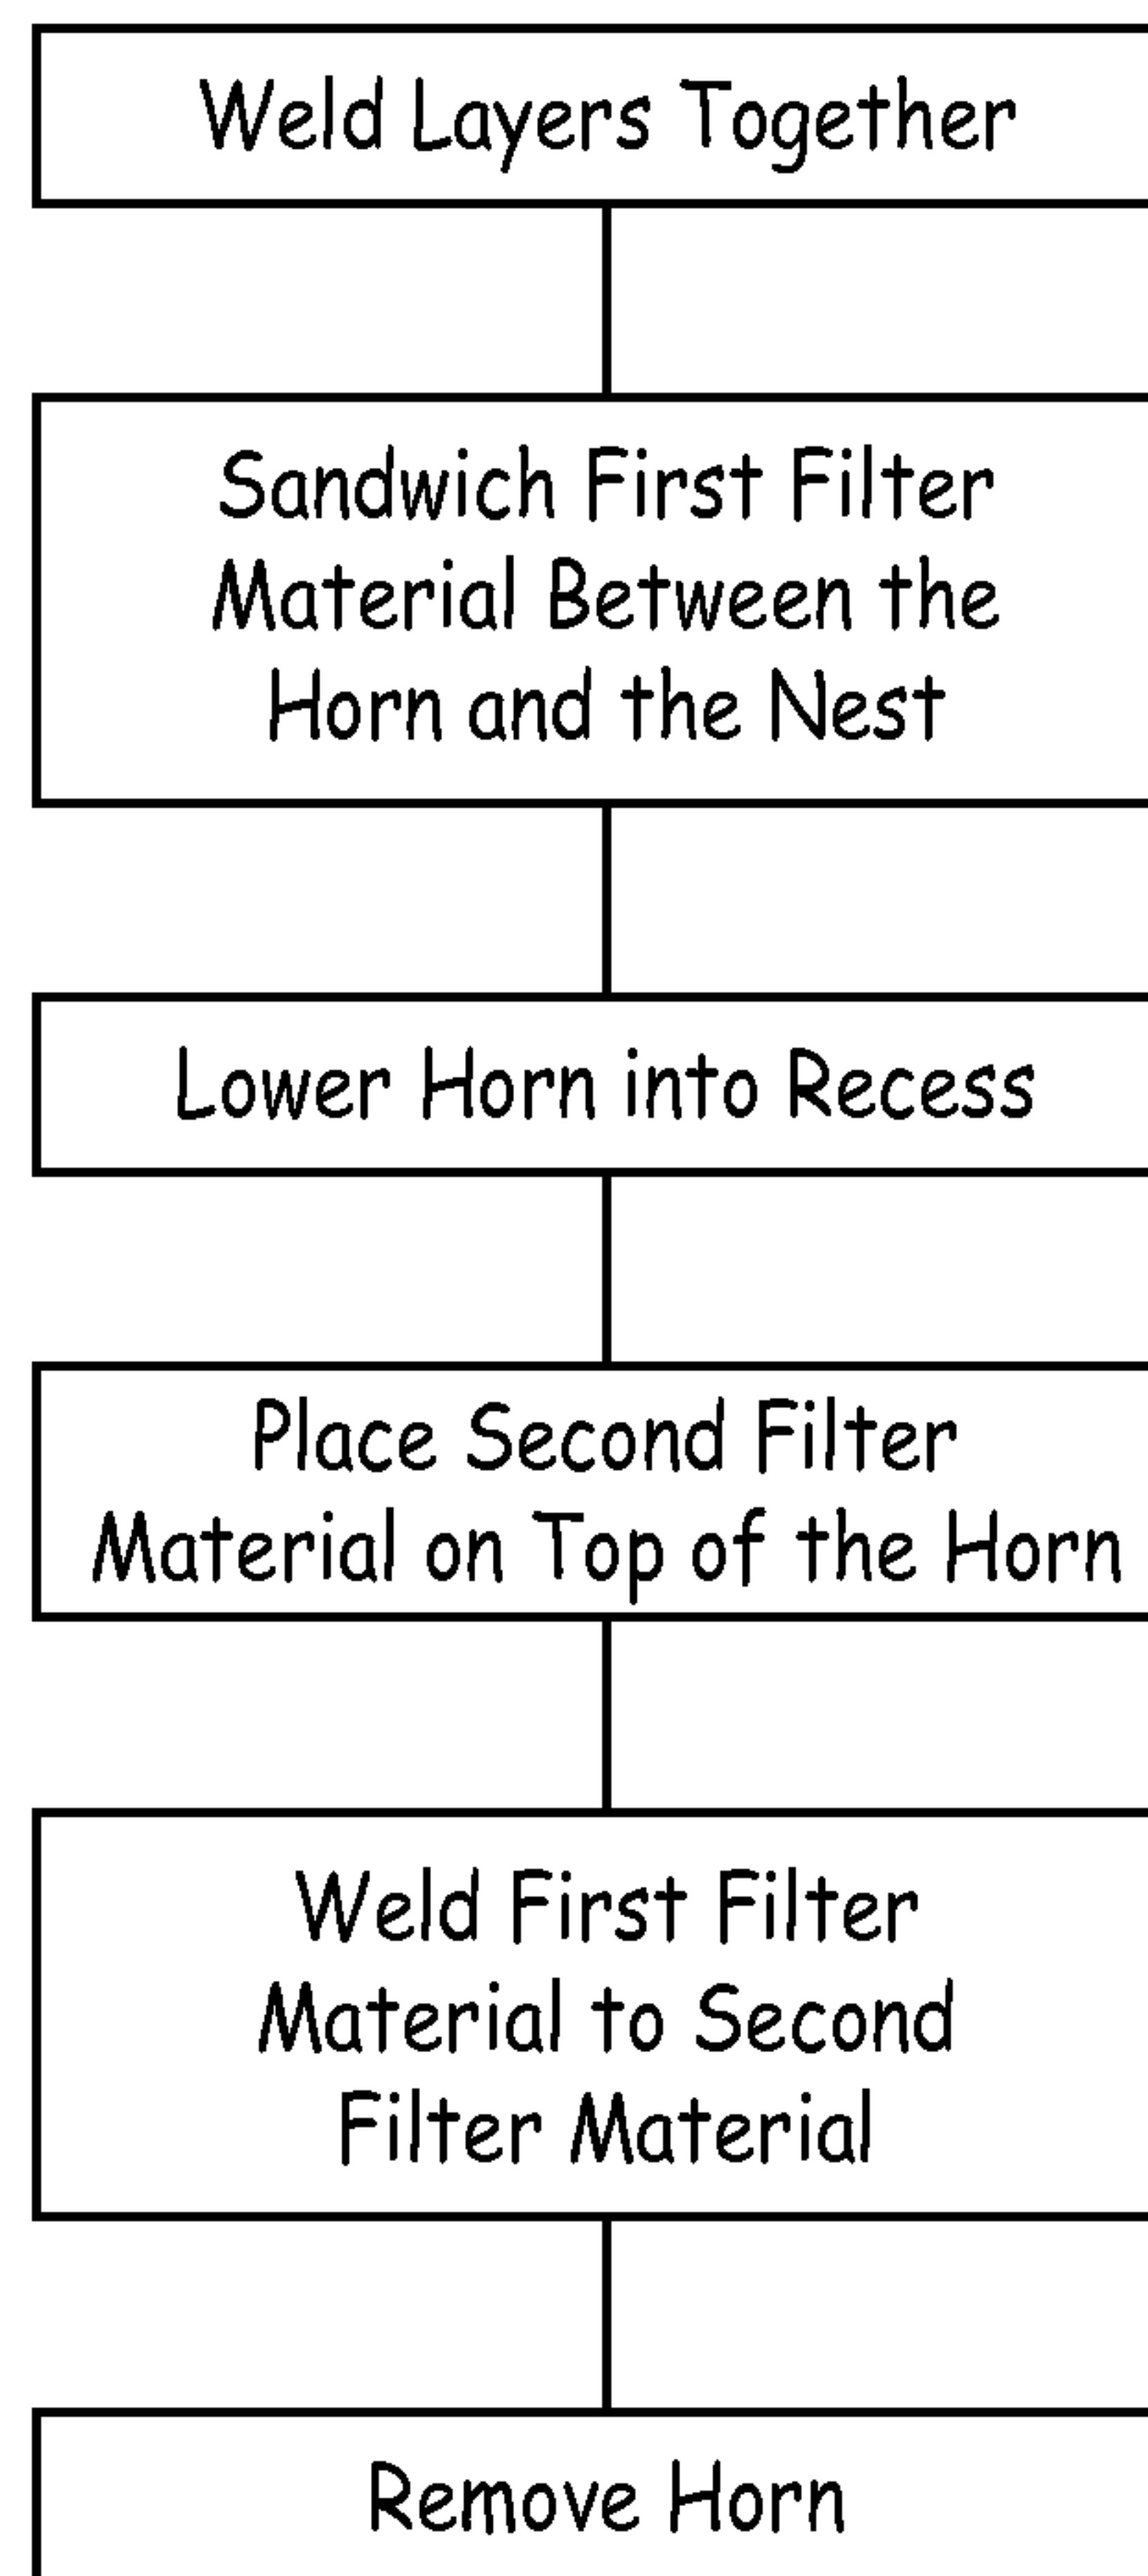 Weld Layers Together
Sandwich First Filter
Material Between the
Horn and the Nest
Lower Horn into Recess
Place Second Filter
Material on Top of the Horn
Weld First Filter
Material to Second
Filter Material
Remove Horn